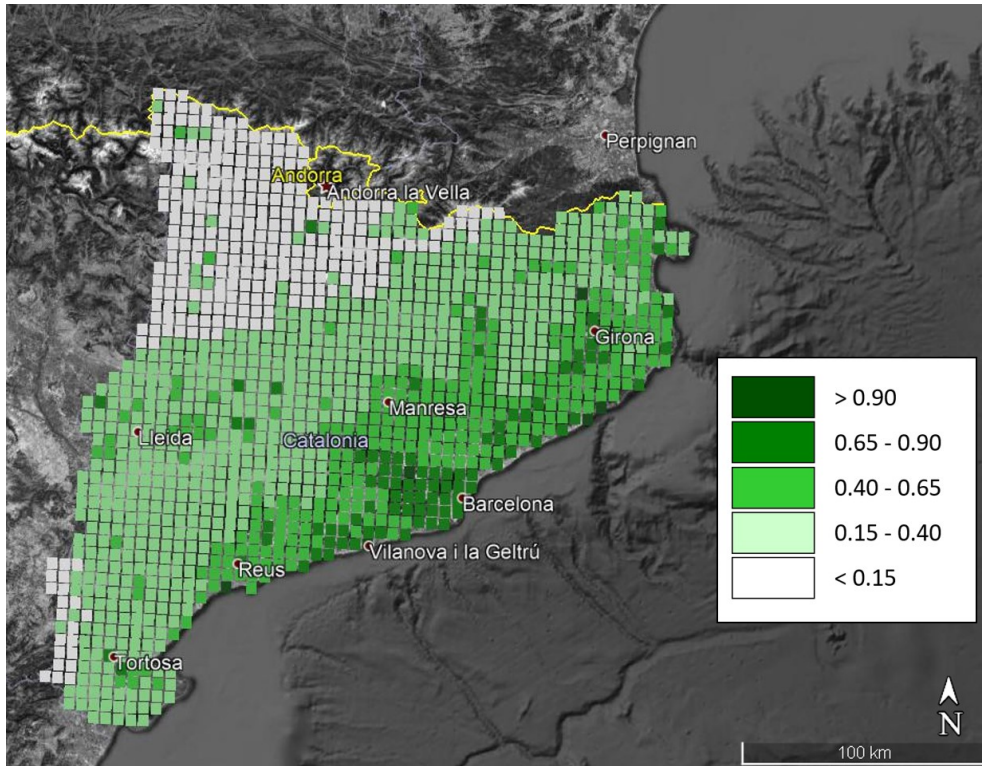 Perpignan
Andorra
Andorra la Vella
Girona
Manresa
Lleida
Catalonia
Barcelona
Vilanova i la Geltrú
Reus
Tortosa
> 0.90
0.65 - 0.90
0.40 - 0.65
0.15 - 0.40
< 0.15
N
100 km